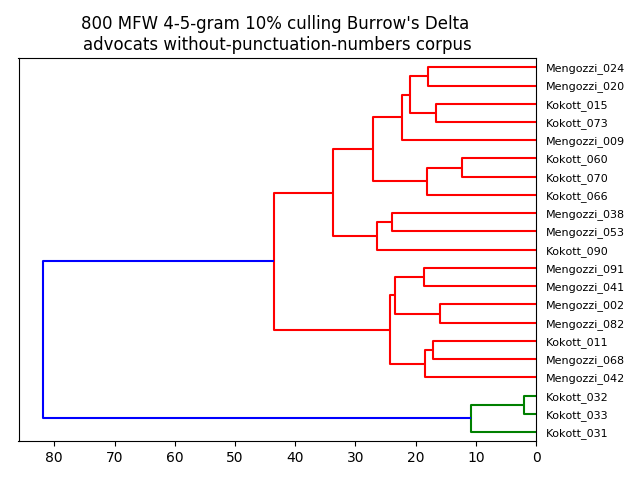 800 MFW 4-5-gram 10% culling Burrow's Delta
advocats without-punctuation-numbers corpus
Mengozzi_024
Mengozzi_020
Kokott_015
Kokott_073
Mengozzi_009
Kokott_060
Kokott_070
Kokott_066
Mengozzi_038
Mengozzi_053
Kokott_090
Mengozzi_091
Mengozzi_041
Mengozzi_002
Mengozzi_082
Kokott_011
Mengozzi_068
Mengozzi_042
Kokott_032
Kokott_033
Kokott_031
80 70 60 50 40 30 20 10 0